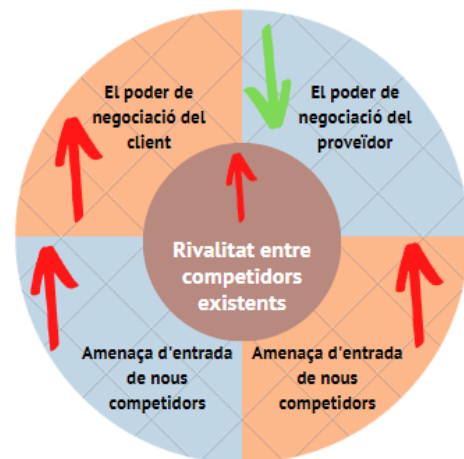 El poder de
negociació del
client
El poder de
negociació del
proveïdor
Rivalitat entre
competidors
existents
Amenaça d'entrada
de nous
competidors
Amenaça d'entrada
de nous
competidors